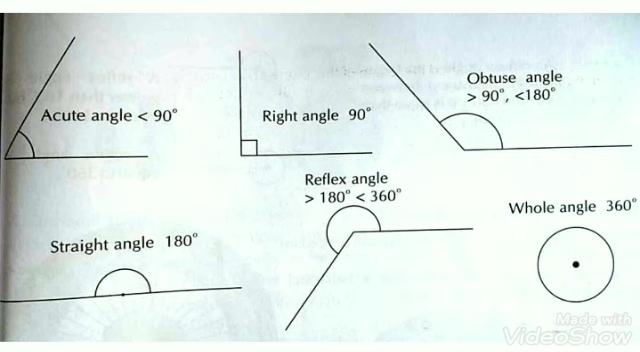 Acute angle < 90°
Right angle 90°
Obtuse angle
> 90°, <180°
Reflex angle
> 180° < 360°
Whole angle 360°
Straight angle 180°
Made with
VideoShow